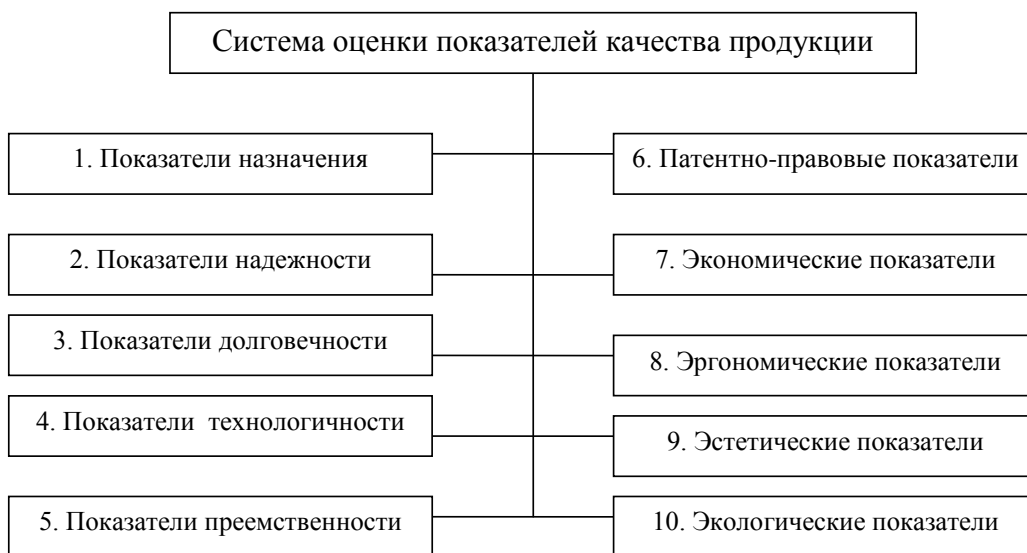 Система оценки показателей качества продукции
1. Показатели назначения
2. Показатели надежности
3. Показатели долговечности
4. Показатели технологичности
5. Показатели преемственности
6. Патентно-правовые показатели
7. Экономические показатели
8. Эргономические показатели
9. Эстетические показатели
10. Экологические показатели